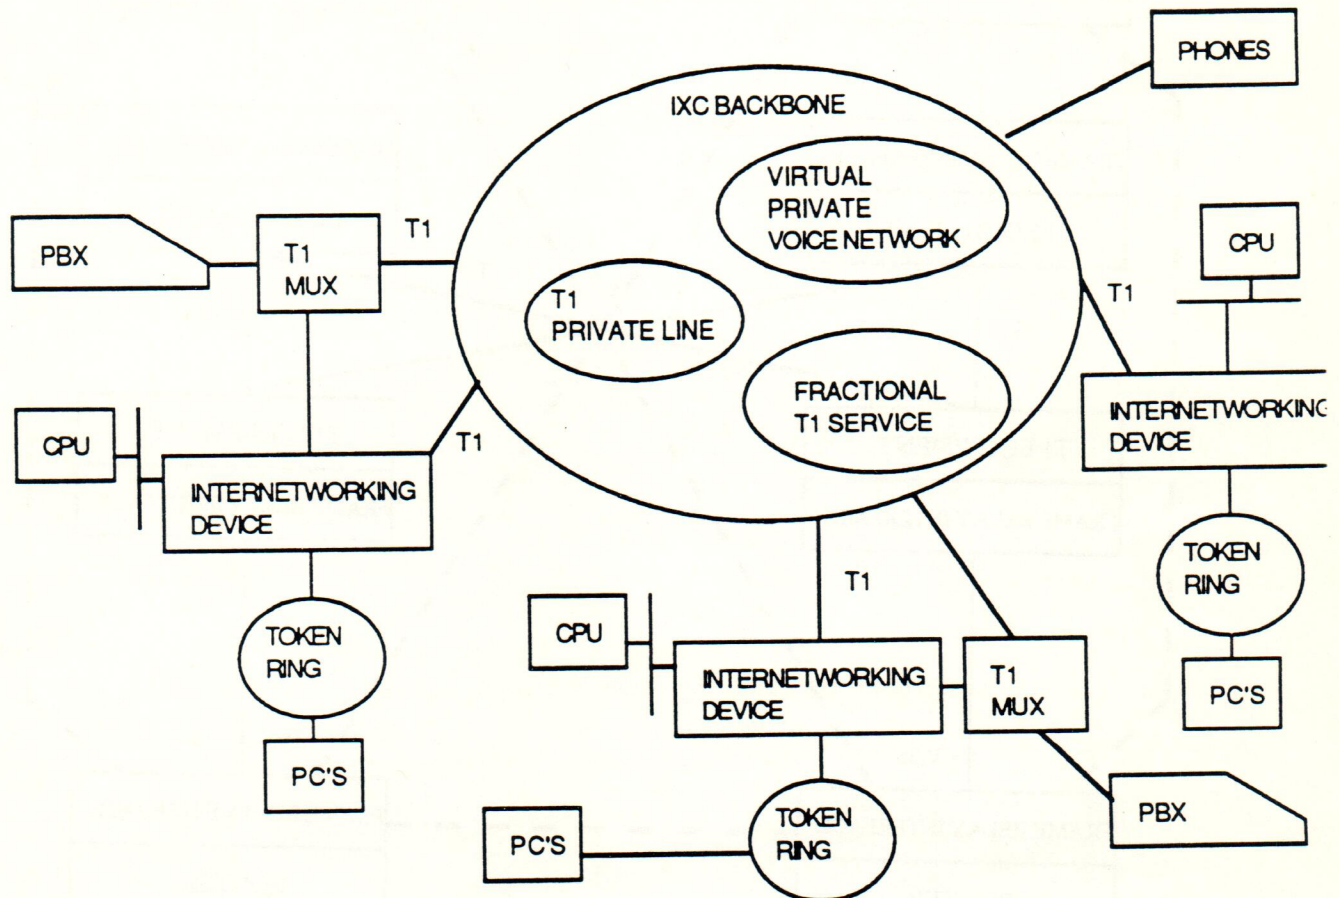 PHONES
IXC BACKBONE
VIRTUAL
PRIVATE
VOICE NETWORK
CPU
T1
PBX
T1
MUX
T1
T1
PRIVATE LINE
FRACTIONAL
T1 SERVICE
INTERNETWORKING
DEVICE
CPU
T1
INTERNETWORKING
DEVICE
TOKEN
RING
T1
CPU
TOKEN
RING
INTERNETWORKING
DEVICE
T1
MUX
PC'S
PC'S
TOKEN
RING
PBX
PC'S